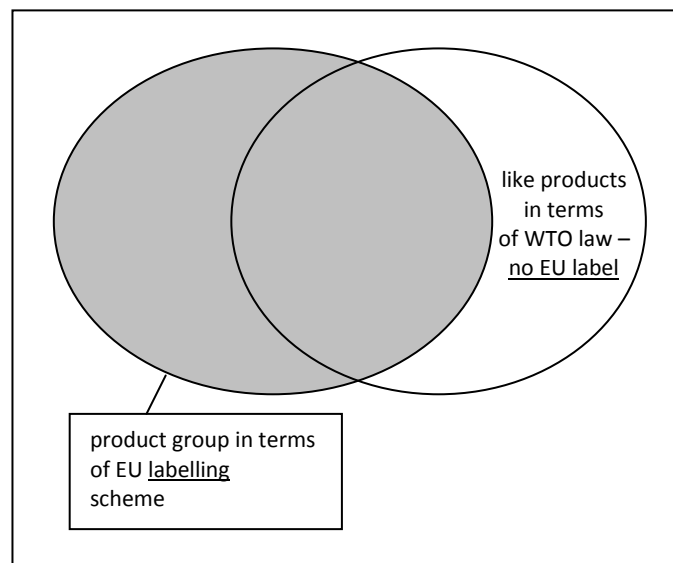 like products
in terms
of WTO law –
no EU label
product group in terms
of EU labelling
scheme